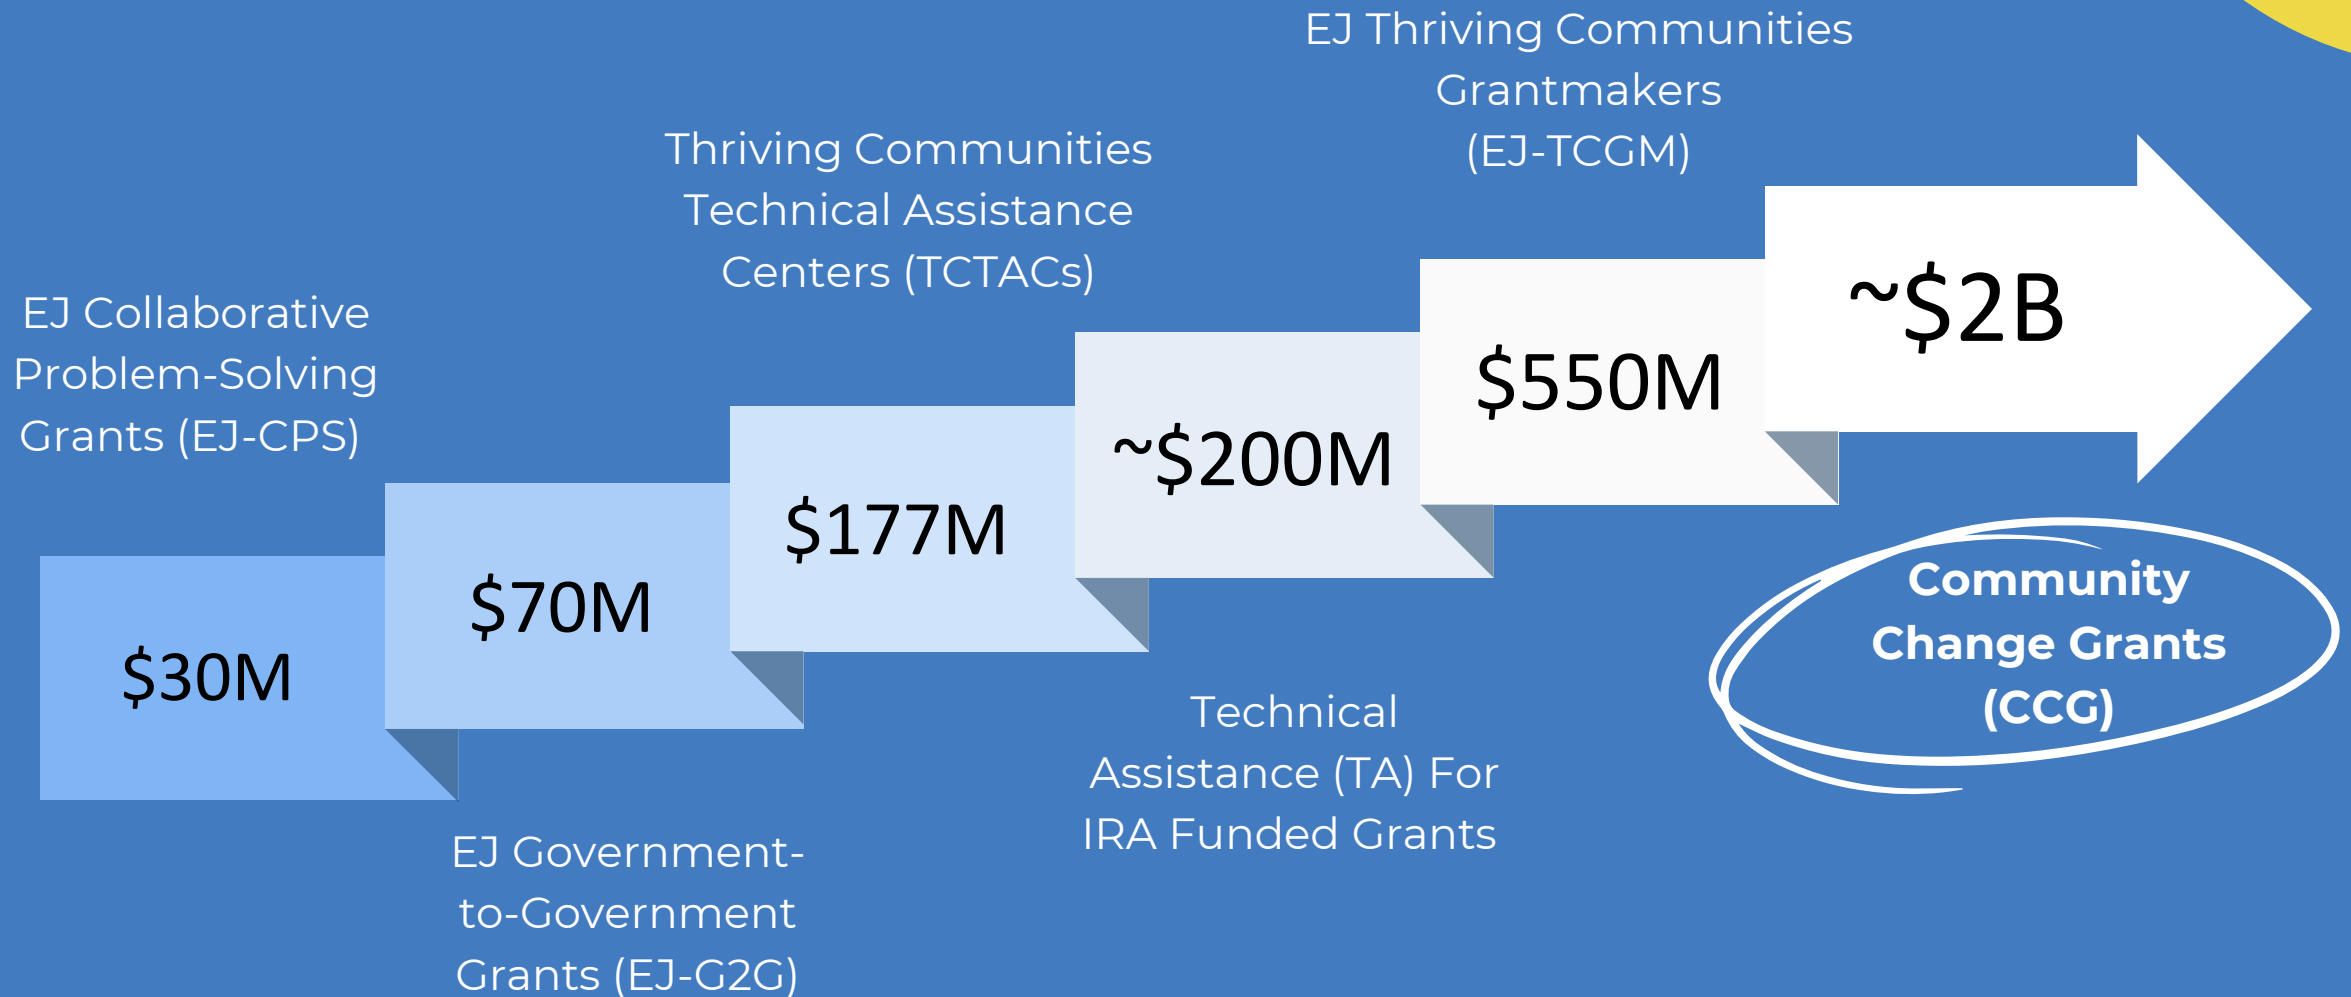 EJ Collaborative
Problem-Solving
Grants (EJ-CPS)
$30M
$70M
EJ Government-
to-Government
Grants (EJ-G2G)
Thriving Communities
Technical Assistance
Centers (TCTACs)
$177M
~$200M
Technical
Assistance (TA) For
IRA Funded Grants
EJ Thriving Communities
Grantmakers
(EJ-TCGM)
$550M
~$2B
Community
Change Grants
(CCG)